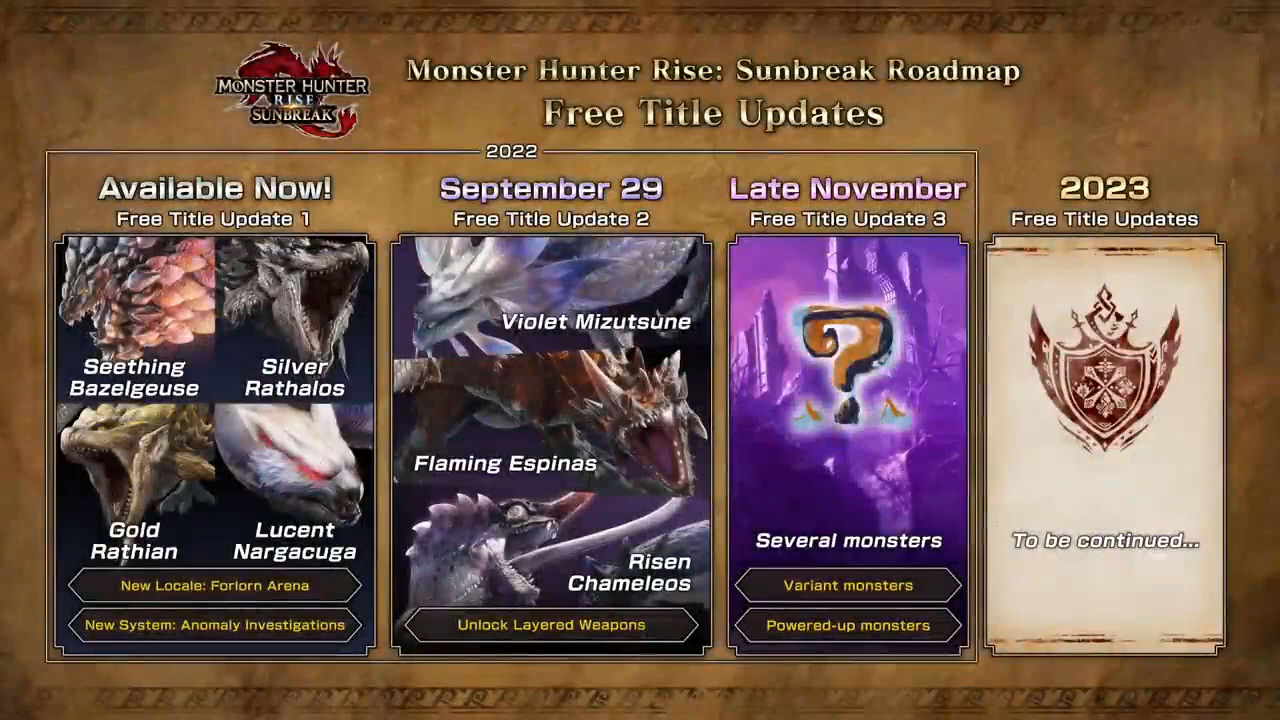 MONSTER HUNTER
RISE
SUNBREAK
Monster Hunter Rise: Sunbreak Roadmap
Free Title Updates
2022
Available Now!
Free Title Update 1
Seething
Bazelgeuse
Silver
Rathalos
Gold
Rathian
Lucent
Nargacuga
New Locale: Forlorn Arena
New System: Anomaly Investigations
September 29
Free Title Update 2
Violet Mizutsune
Flaming Espinas
Risen
Chameleos
Unlock Layered Weapons
Late November
Free Title Update 3
?
Several monsters
Variant monsters
Powered-up monsters
2023
Free Title Updates
To be continued...